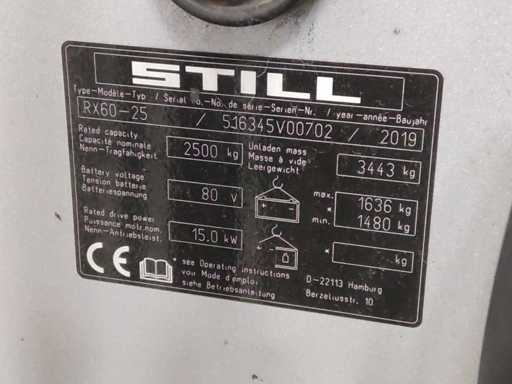 STILL
Type-Modèle-Typ / Serial no.-No. de série-Serien-Nr. / year-année-Baujahr
RX60-25 / 516345V00702 / 2019
Rated capacity
Capacité nominale
Nenn-Tragfähigkeit
2500 kg
Unladen mass
Masse à vide
Leergewicht
3443 kg
Battery voltage
Tension batterie
Batteriespannung
80 V
max. 1636 kg
*
min. 1480 kg
Rated drive power
Puissance motr.nom.
Nenn-Antriebsleist.
15.0 kW
* kg
CE
* see Operating instructions
voir Mode d'emploi
siehe Betriebsanleitung
D-22113 Hamburg
Berzeliusstr. 10